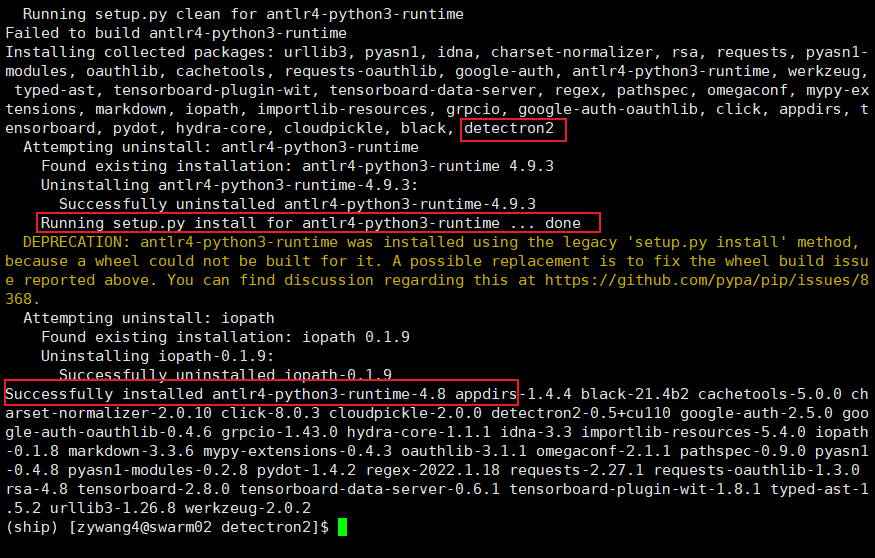 Running setup.py clean for antlr4-python3-runtime
Failed to build antlr4-python3-runtime
Installing collected packages: urllib3, pyasn1, idna, charset-normalizer, rsa, requests, pyasn1-
modules, oauthlib, cachetools, requests-oauthlib, google-auth, antlr4-python3-runtime, werkzeug,
typed-ast, tensorboard-plugin-wit, tensorboard-data-server, regex, pathspec, omegaconf, mypy-ex
tensions, markdown, iopath, importlib-resources, grpcio, google-auth-oauthlib, click, appdirs, t
ensorboard, pydot, hydra-core, cloudpickle, black, detectron2
Attempting uninstall: antlr4-python3-runtime
Found existing installation: antlr4-python3-runtime 4.9.3
Uninstalling antlr4-python3-runtime-4.9.3:
Successfully uninstalled antlr4-python3-runtime-4.9.3
Running setup.py install for antlr4-python3-runtime ... done
DEPRECATION: antlr4-python3-runtime was installed using the legacy 'setup.py install' method,
because a wheel could not be built for it. A possible replacement is to fix the wheel build issu
e reported above. You can find discussion regarding this at https://github.com/pypa/pip/issues/8
368.
Attempting uninstall: iopath
Found existing installation: iopath 0.1.9
Uninstalling iopath-0.1.9:
Successfully uninstalled iopath-0.1.9
Successfully installed antlr4-python3-runtime-4.8 appdirs-1.4.4 black-21.4b2 cachetools-5.0.0 ch
arset-normalizer-2.0.10 click-8.0.3 cloudpickle-2.0.0 detectron2-0.5+cu110 google-auth-2.5.0 goo
gle-auth-oauthlib-0.4.6 grpcio-1.43.0 hydra-core-1.1.1 idna-3.3 importlib-resources-5.4.0 iopath
-0.1.8 markdown-3.3.6 mypy-extensions-0.4.3 oauthlib-3.1.1 omegaconf-2.1.1 pathspec-0.9.0 pyasn1
-0.4.8 pyasn1-modules-0.2.8 pydot-1.4.2 regex-2022.1.18 requests-2.27.1 requests-oauthlib-1.3.0
rsa-4.8 tensorboard-2.8.0 tensorboard-data-server-0.6.1 tensorboard-plugin-wit-1.8.1 typed-ast-1
.5.2 urllib3-1.26.8 werkzeug-2.0.2
(ship) [zywang4@swarm02 detectron2]$